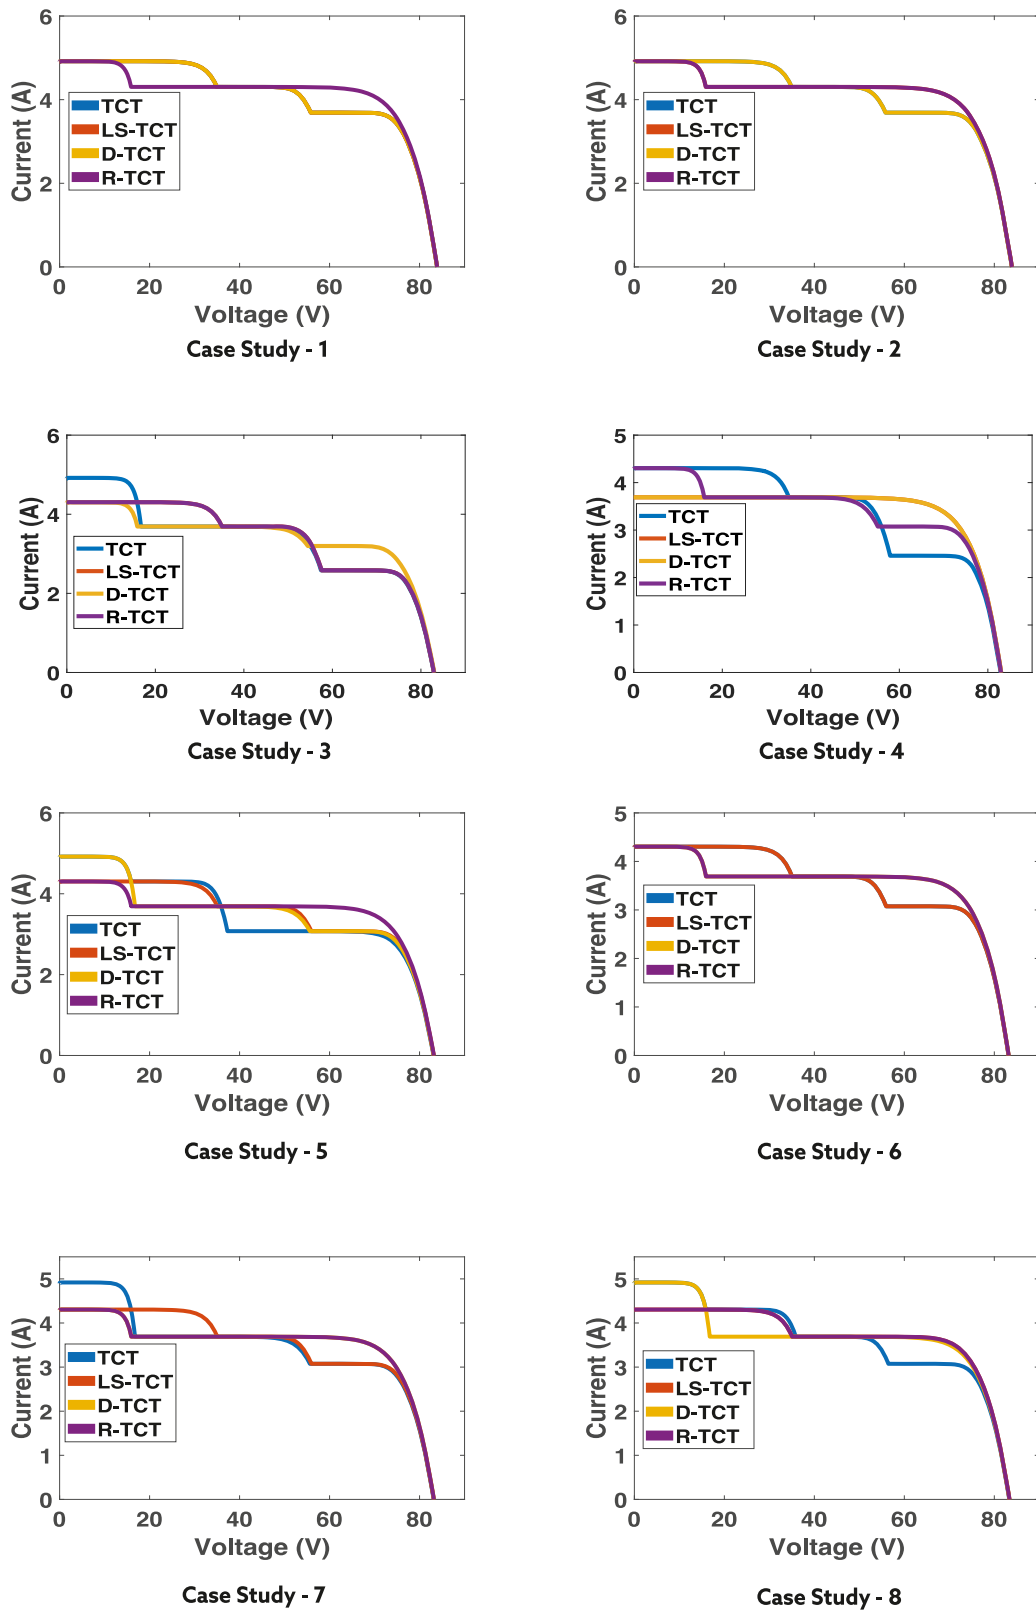 6
4
2
0
Current (A)
TCT
LS-TCT
D-TCT
R-TCT
0 20 40 60 80
Voltage (V)
Case Study - 1
6
4
2
0
Current (A)
TCT
LS-TCT
D-TCT
R-TCT
0 20 40 60 80
Voltage (V)
Case Study - 2
6
4
2
0
Current (A)
TCT
LS-TCT
D-TCT
R-TCT
0 20 40 60 80
Voltage (V)
Case Study - 3
5
4
3
2
1
0
Current (A)
TCT
LS-TCT
D-TCT
R-TCT
0 20 40 60 80
Voltage (V)
Case Study - 4
6
4
2
0
Current (A)
TCT
LS-TCT
D-TCT
R-TCT
0 20 40 60 80
Voltage (V)
Case Study - 5
5
4
3
2
1
0
Current (A)
TCT
LS-TCT
D-TCT
R-TCT
0 20 40 60 80
Voltage (V)
Case Study - 6
5
4
3
2
1
0
Current (A)
TCT
LS-TCT
D-TCT
R-TCT
0 20 40 60 80
Voltage (V)
Case Study - 7
5
4
3
2
1
0
Current (A)
TCT
LS-TCT
D-TCT
R-TCT
0 20 40 60 80
Voltage (V)
Case Study - 8